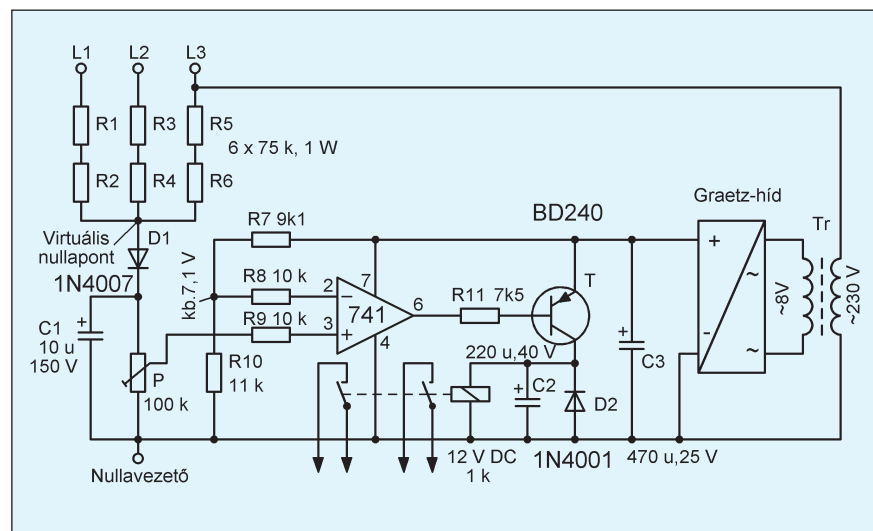 L1
L2
L3
R1
R3
R5
6 x 75 k, 1 W
R2
R4
R6
Virtuális
nullapont
D1
1N4007
C1
10 u
150 V
+
P
100 k
Nullavezető
kb.7,1 V
R7 9k1
R8 10 k
R9 10 k
R10
11 k
2
3
−
+
741
7
4
6
R11 7k5
BD240
T
220 u,40 V
+
C2
D2
12 V DC
1 k
1N4001
+
C3
470 u,25 V
Graetz-híd
+
-
~
~
~8V
Tr
~230 V